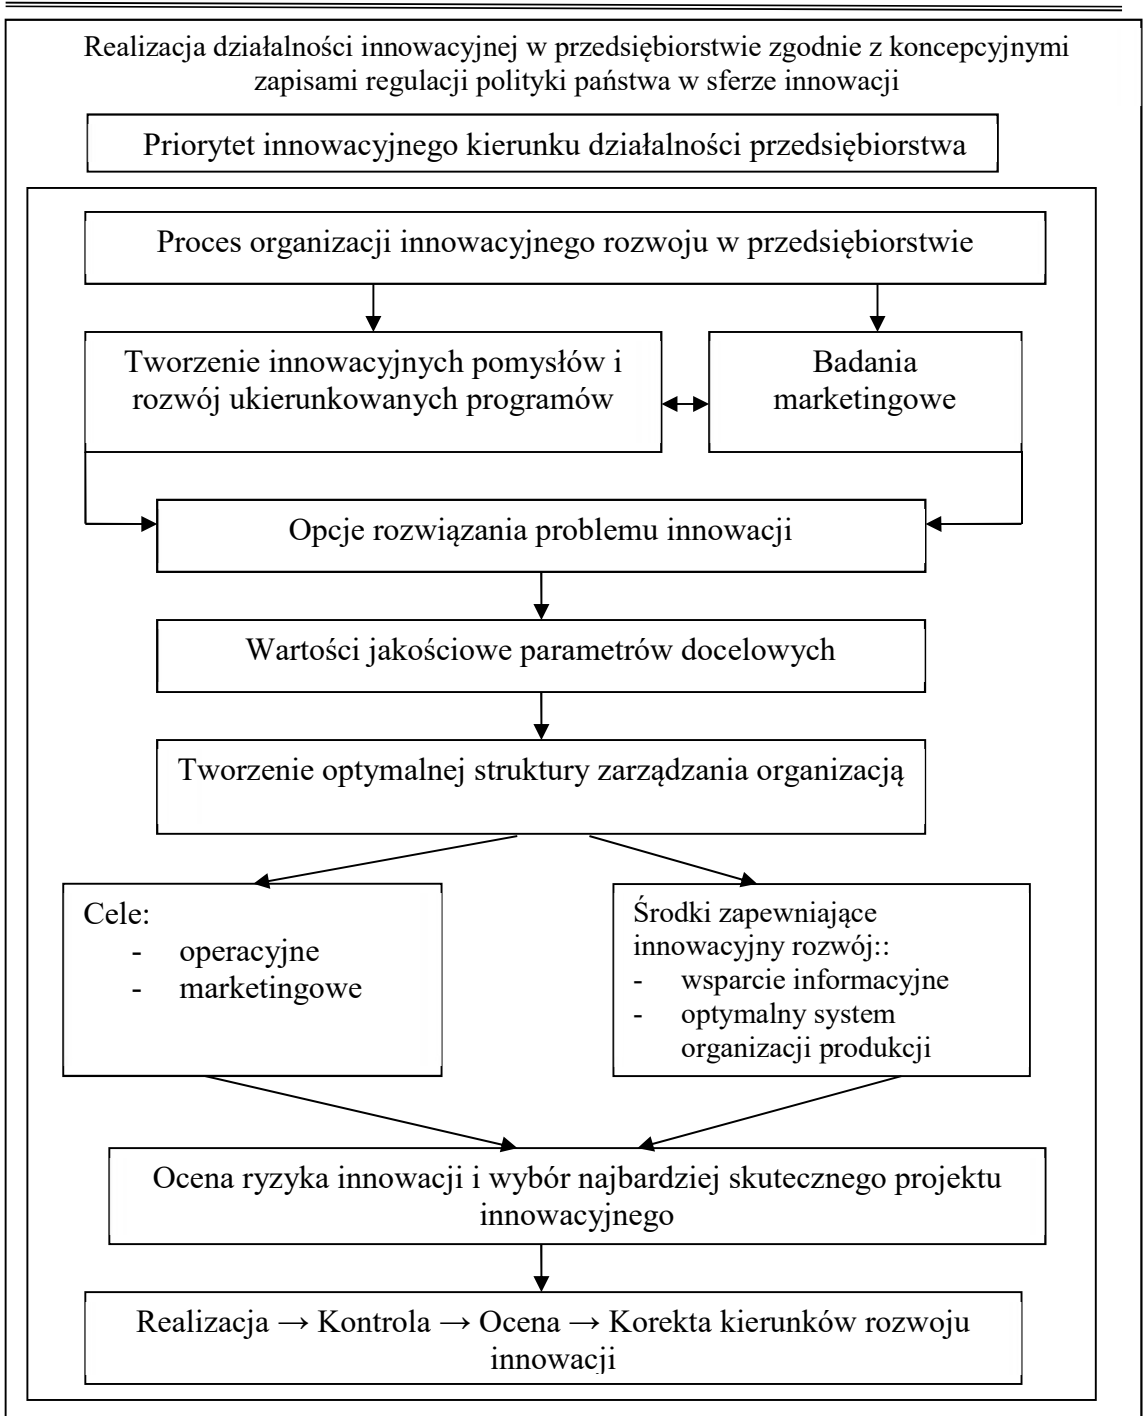 Realizacja działalności innowacyjnej w przedsiębiorstwie zgodnie z koncepcyjnymi
zapisami regulacji polityki państwa w sferze innowacji
Priorytet innowacyjnego kierunku działalności przedsiębiorstwa
Proces organizacji innowacyjnego rozwoju w przedsiębiorstwie
Tworzenie innowacyjnych pomysłów i
rozwój ukierunkowanych programów
Badania
marketingowe
Opcje rozwiązania problemu innowacji
Wartości jakościowe parametrów docelowych
Tworzenie optymalnej struktury zarządzania organizacją
Cele:
- operacyjne
- marketingowe
Środki zapewniające
innowacyjny rozwój::
- wsparcie informacyjne
- optymalny system
organizacji produkcji
Ocena ryzyka innowacji i wybór najbardziej skutecznego projektu
innowacyjnego
Realizacja → Kontrola → Ocena → Korekta kierunków rozwoju
innowacji